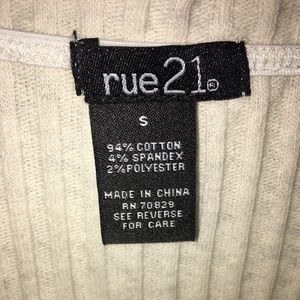 rue21®
S
94% COTTON
4% SPANDEX
2% POLYESTER
MADE IN CHINA
RN 70829
SEE REVERSE
FOR CARE